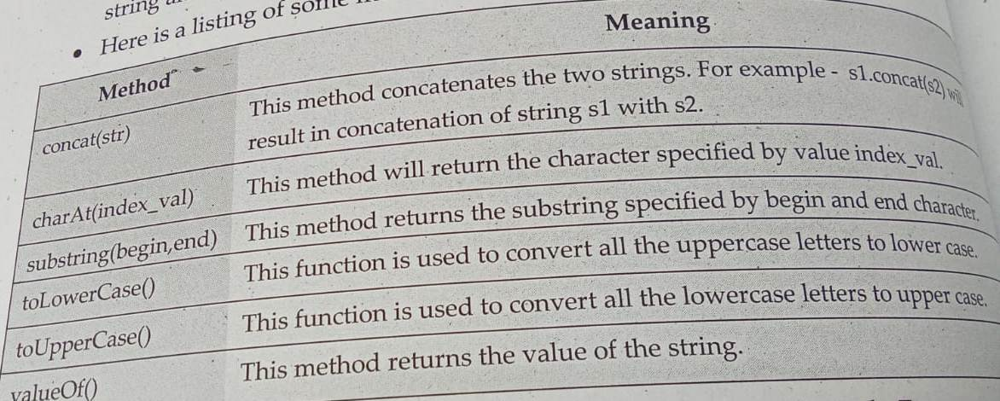 string
• Here is a listing of some
Method Meaning
concat(str) This method concatenates the two strings. For example - s1.concat(s2) will
result in concatenation of string s1 with s2.
charAt(index_val) This method will return the character specified by value index_val.
substring(begin,end) This method returns the substring specified by begin and end character.
toLowerCase() This function is used to convert all the uppercase letters to lower case.
toUpperCase() This function is used to convert all the lowercase letters to upper case.
valueOf() This method returns the value of the string.